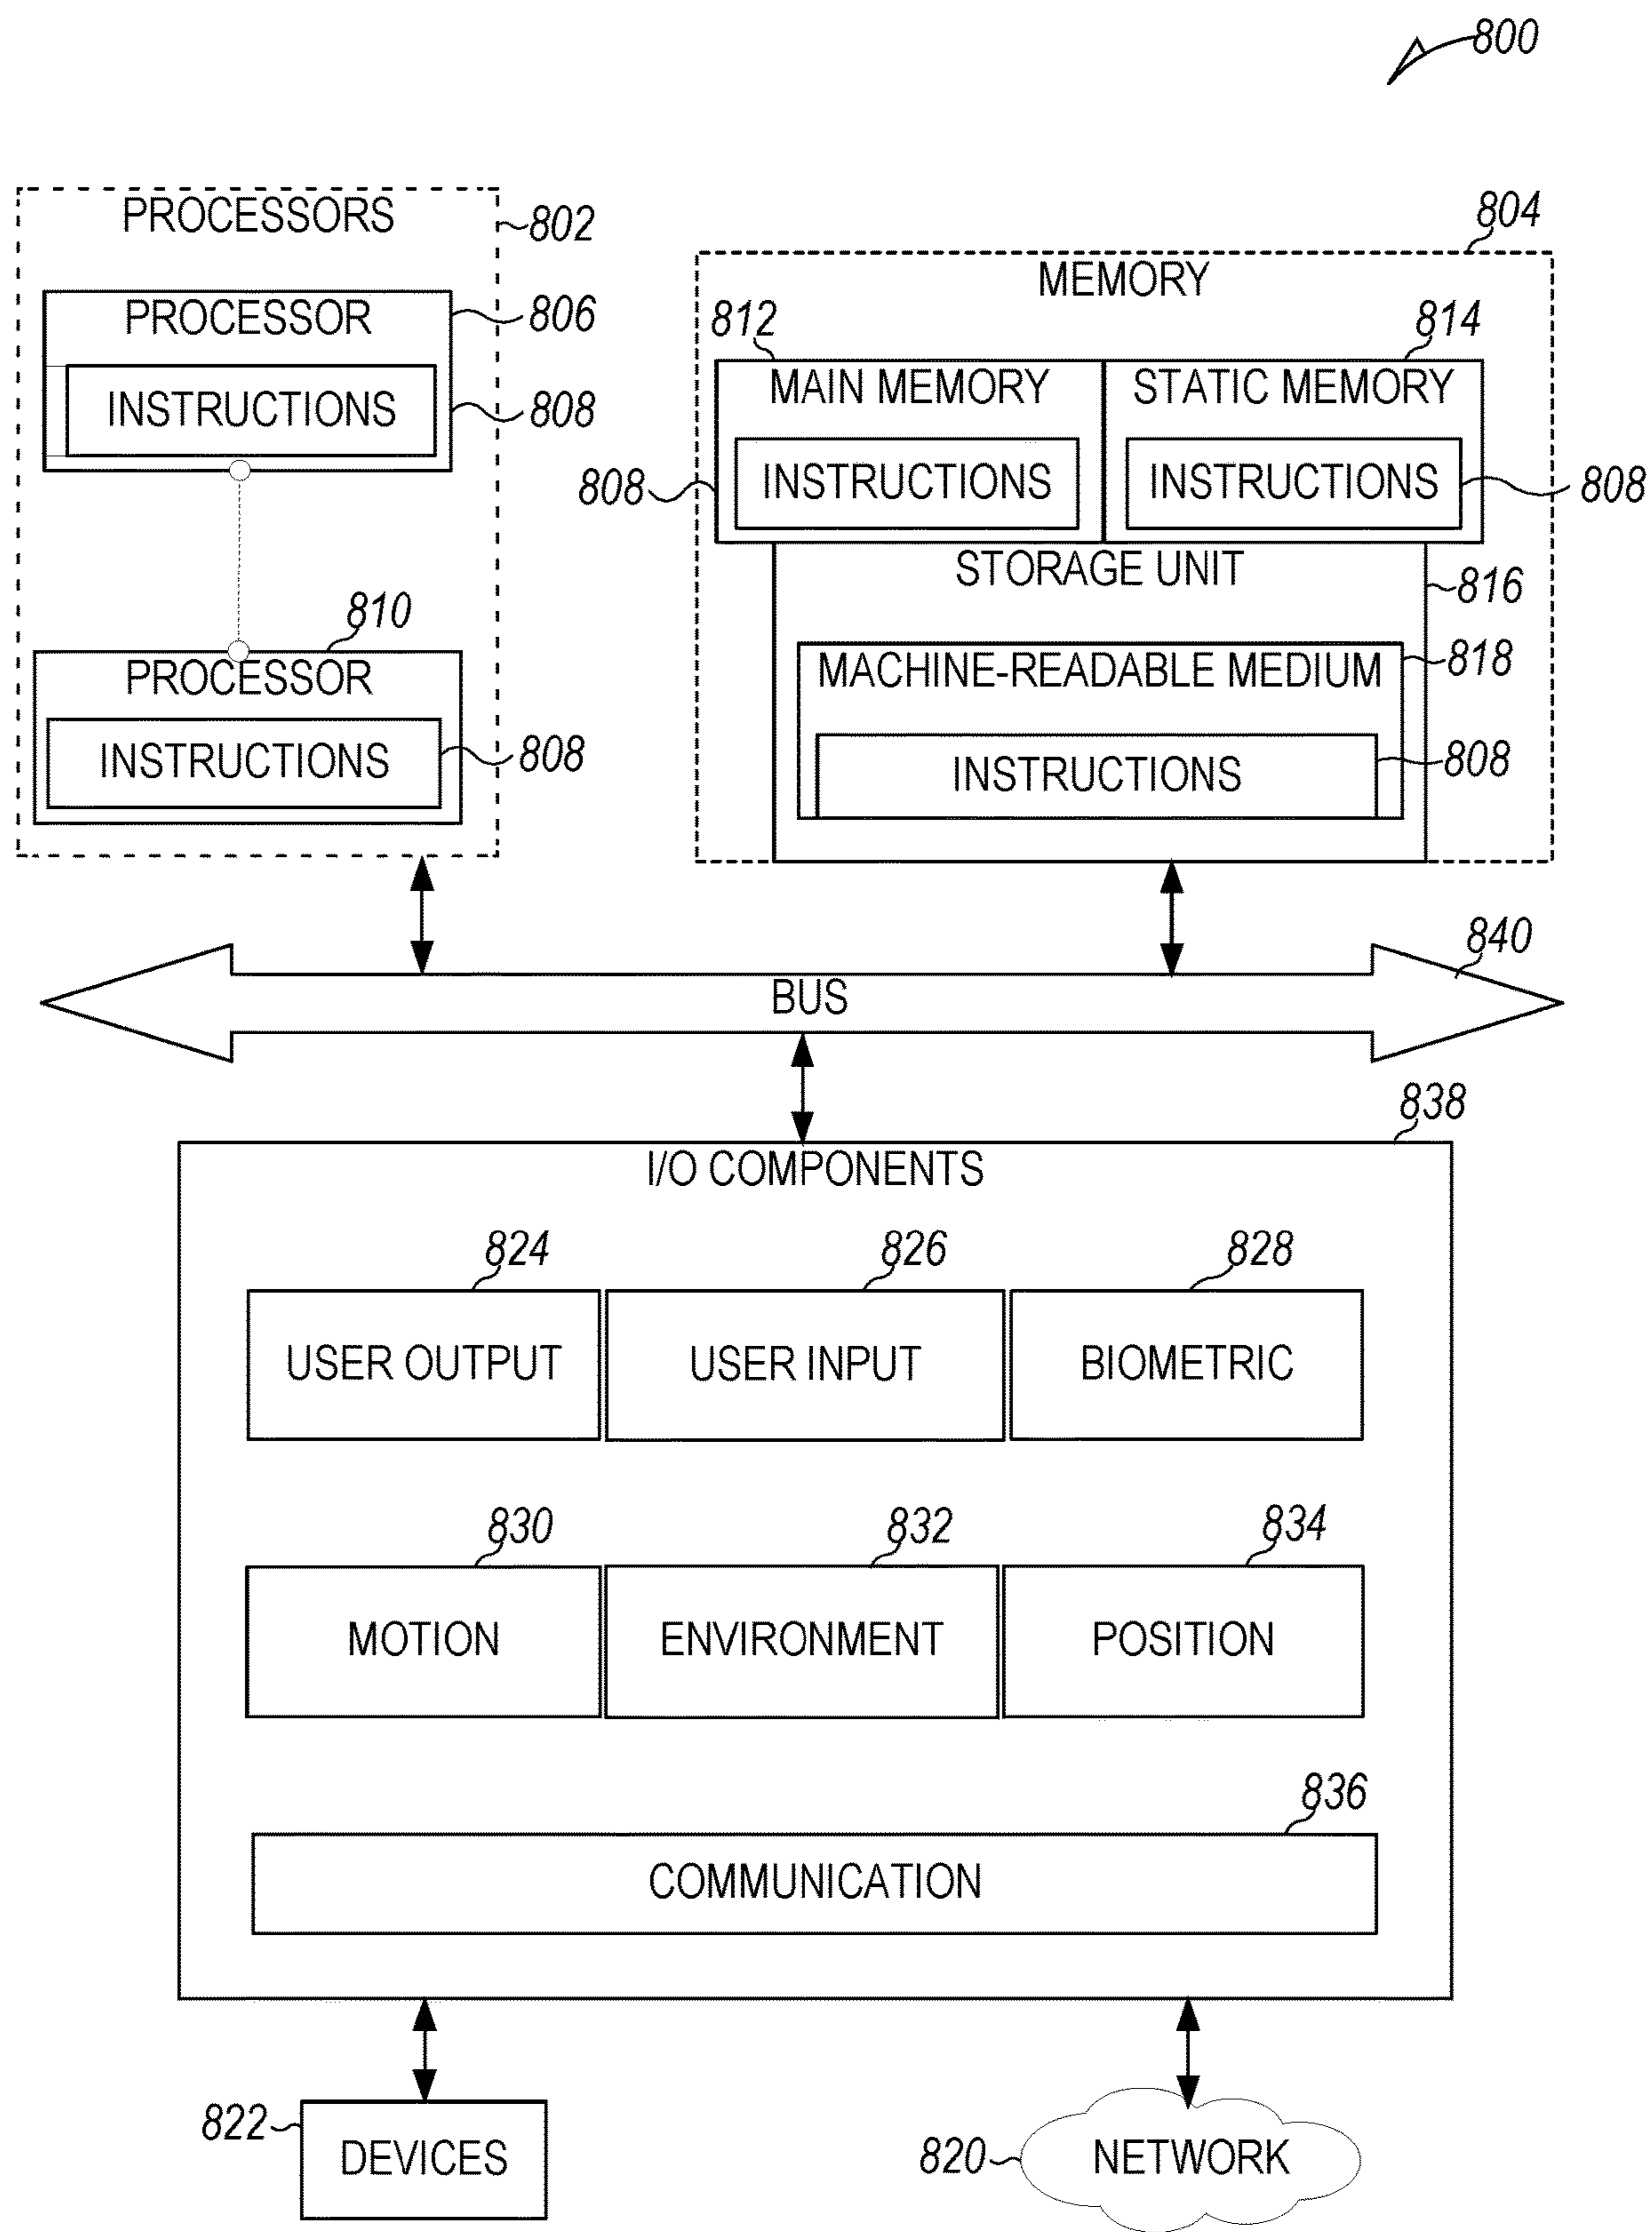 800
PROCESSORS
802
PROCESSOR
806
INSTRUCTIONS
808
810
PROCESSOR
INSTRUCTIONS
808
804
MEMORY
812
814
MAIN MEMORY
STATIC MEMORY
808
INSTRUCTIONS
INSTRUCTIONS
808
STORAGE UNIT
816
MACHINE-READABLE MEDIUM
818
INSTRUCTIONS
808
840
BUS
838
I/O COMPONENTS
824
826
828
USER OUTPUT
USER INPUT
BIOMETRIC
830
832
834
MOTION
ENVIRONMENT
POSITION
836
COMMUNICATION
822
DEVICES
820
NETWORK